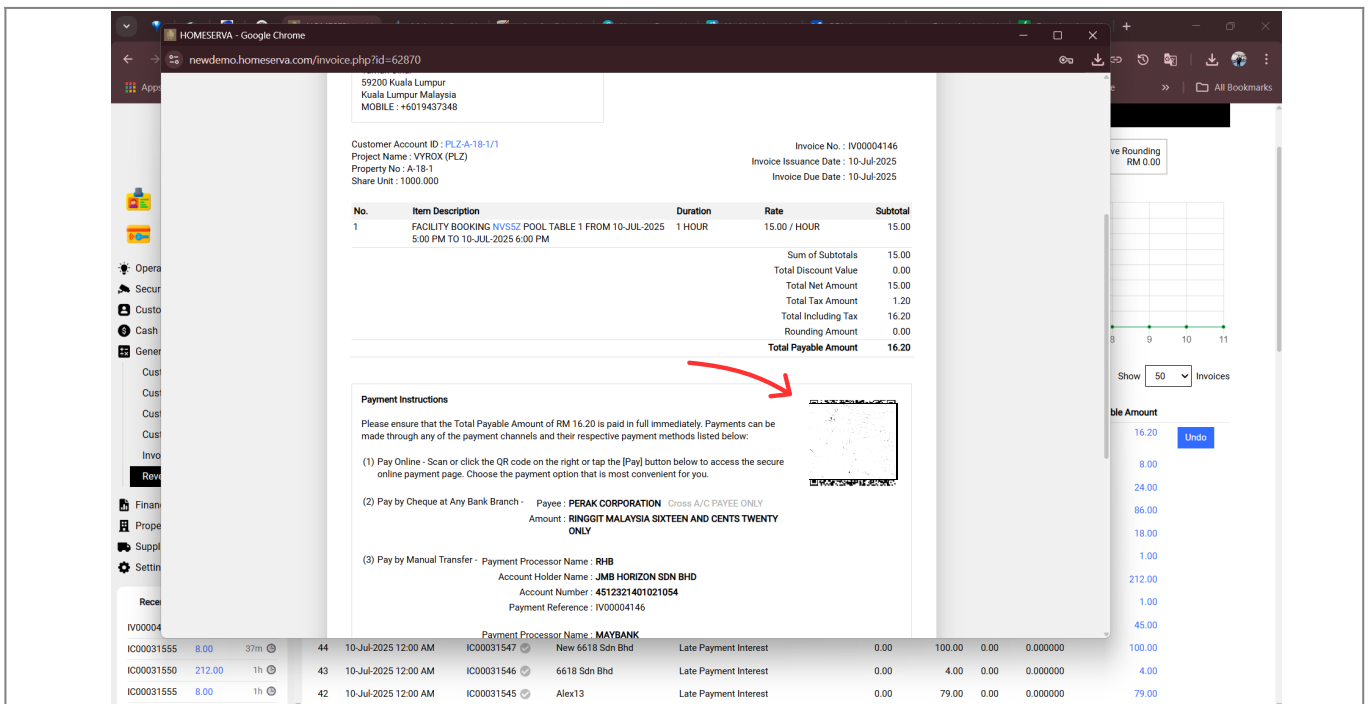 HOMESERVA - Google Chrome
newdemo.homeserva.com/invoice.php?id=62870
Apps
All Bookmarks
59200 Kuala Lumpur
Kuala Lumpur Malaysia
MOBILE : +6019437348
Customer Account ID : PLZ-A-18-1/1
Project Name : VYROX (PLZ)
Property No : A-18-1
Share Unit : 1000.000
Invoice No. : IV00004146
Invoice Issuance Date : 10-Jul-2025
Invoice Due Date : 10-Jul-2025
ve Rounding
RM 0.00
No. Item Description Duration Rate Subtotal
1 FACILITY BOOKING NVS5Z POOL TABLE 1 FROM 10-JUL-2025 1 HOUR 15.00 / HOUR 15.00
5:00 PM TO 10-JUL-2025 6:00 PM
Sum of Subtotals 15.00
Total Discount Value 0.00
Total Net Amount 15.00
Total Tax Amount 1.20
Total Including Tax 16.20
Rounding Amount 0.00
Total Payable Amount 16.20
Payment Instructions
Please ensure that the Total Payable Amount of RM 16.20 is paid in full immediately. Payments can be
made through any of the payment channels and their respective payment methods listed below:
(1) Pay Online - Scan or click the QR code on the right or tap the [Pay] button below to access the secure
online payment page. Choose the payment option that is most convenient for you.
(2) Pay by Cheque at Any Bank Branch - Payee : PERAK CORPORATION Cross A/C PAYEE ONLY
Amount : RINGGIT MALAYSIA SIXTEEN AND CENTS TWENTY
ONLY
(3) Pay by Manual Transfer - Payment Processor Name : RHB
Account Holder Name : JMB HORIZON SDN BHD
Account Number : 4512321401021054
Payment Reference : IV00004146
Payment Processor Name : MAYBANK
Opera
Secur
Custo
Cash
Gener
Cust
Cust
Cust
Cust
Invo
Reve
Finan
Prope
Suppl
Settin
Rece
IV00004
IC00031555 8.00 37m
IC00031550 212.00 1h
IC00031555 8.00 1h
8 9 10 11
Show 50 Invoices
ble Amount
16.20 Undo
8.00
24.00
86.00
18.00
1.00
212.00
1.00
45.00
44 10-Jul-2025 12:00 AM IC00031547 New 6618 Sdn Bhd Late Payment Interest 0.00 100.00 0.00 0.000000 100.00
43 10-Jul-2025 12:00 AM IC00031546 6618 Sdn Bhd Late Payment Interest 0.00 4.00 0.00 0.000000 4.00
42 10-Jul-2025 12:00 AM IC00031545 Alex13 Late Payment Interest 0.00 79.00 0.00 0.000000 79.00